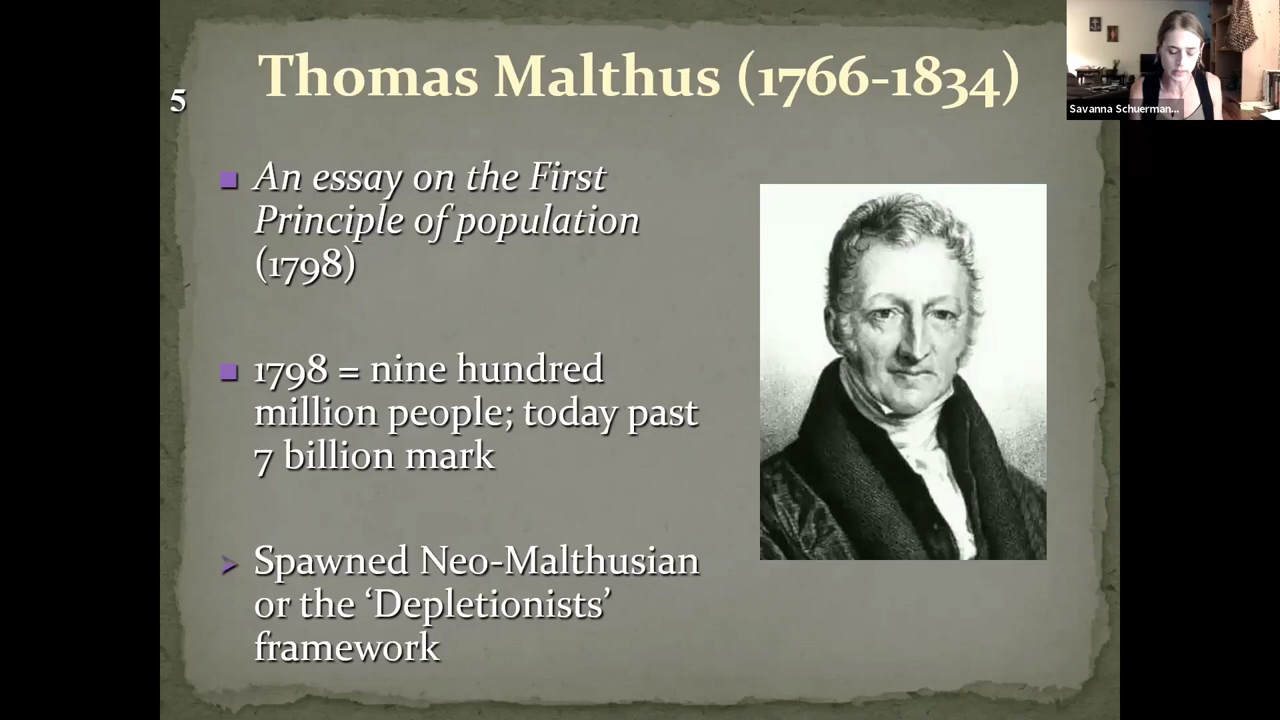 Thomas Malthus (1766-1834)
5
An essay on the First
Principle of population
(1798)
1798 = nine hundred
million people; today past
7 billion mark
Spawned Neo-Malthusian
or the ‘Depletionists’
framework
Savanna Schuerman...